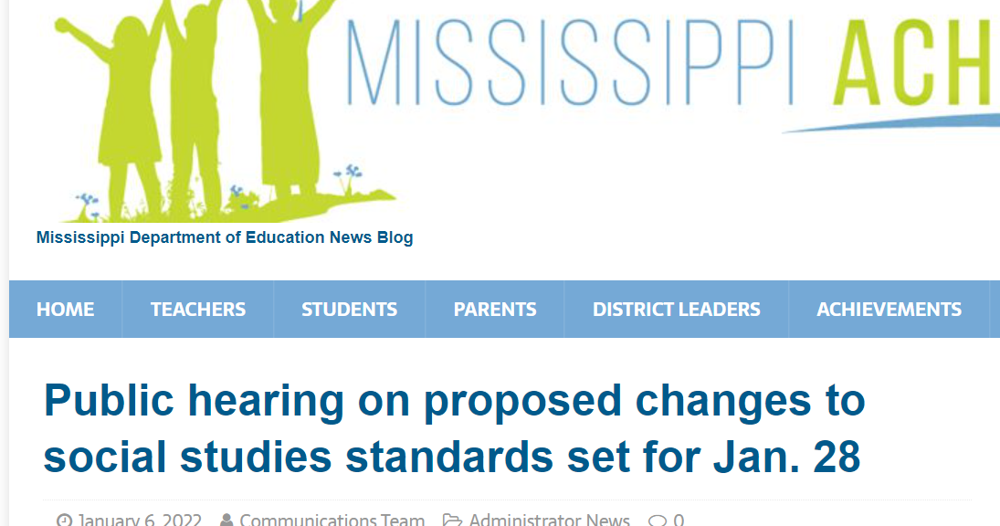 MISSISSIPPI ACH
Mississippi Department of Education News Blog
HOME TEACHERS STUDENTS PARENTS DISTRICT LEADERS ACHIEVEMENTS
Public hearing on proposed changes to
social studies standards set for Jan. 28
January 6, 2022 Communications Team Administrator News 0